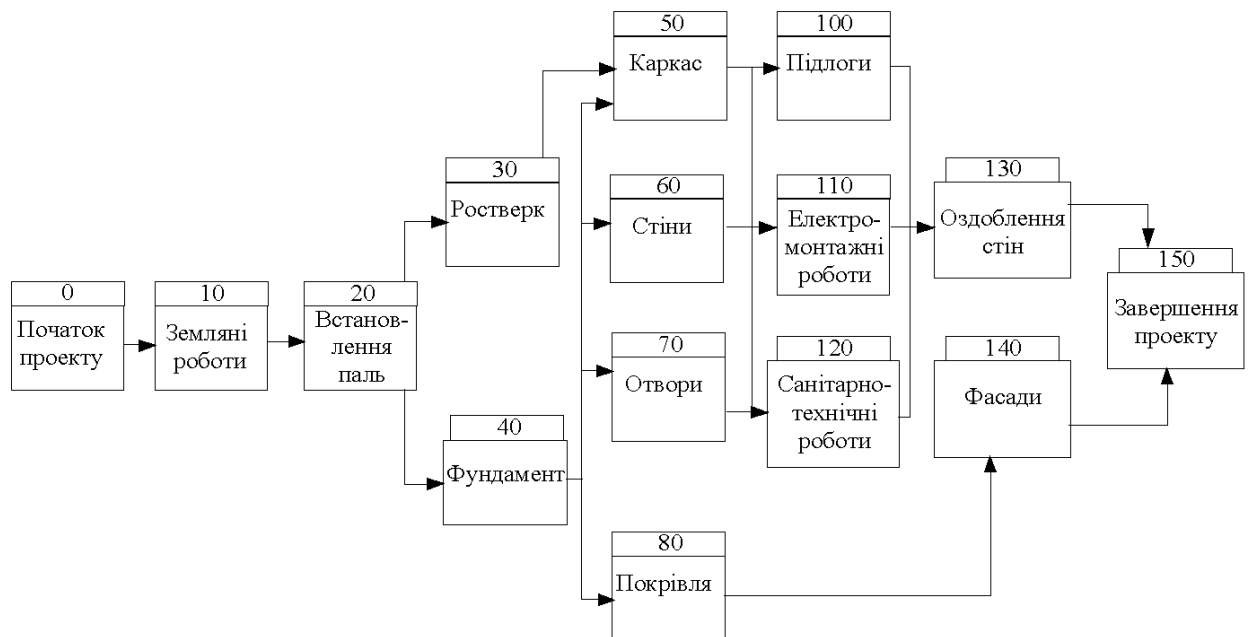 0
Початок
проекту
10
Земляні
роботи
20
Встанов-
лення
паль
30
Ростверк
40
Фундамент
50
Каркас
60
Стіни
70
Отвори
80
Покрівля
100
Підлоги
110
Електро-
монтажні
роботи
120
Санітарно-
технічні
роботи
130
Оздоблення
стін
140
Фасади
150
Завершення
проекту